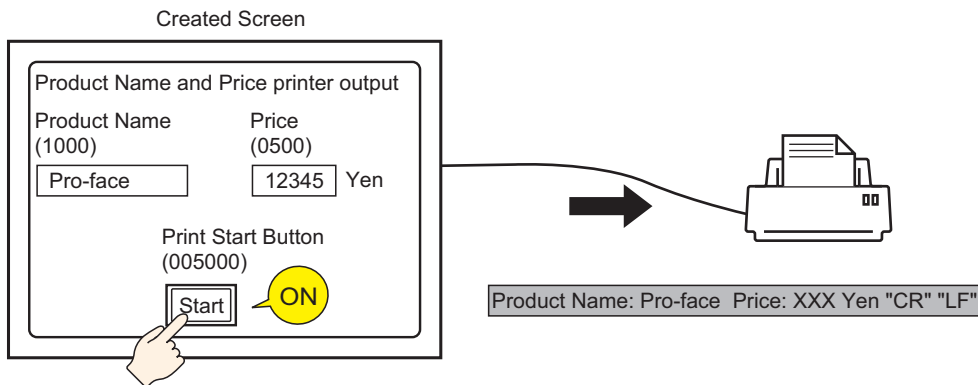 Created Screen
Product Name and Price printer output
Product Name
(1000)
Price
(0500)
Pro-face
12345 Yen
Print Start Button
(005000)
Start
ON
Product Name: Pro-face Price: XXX Yen "CR" "LF"